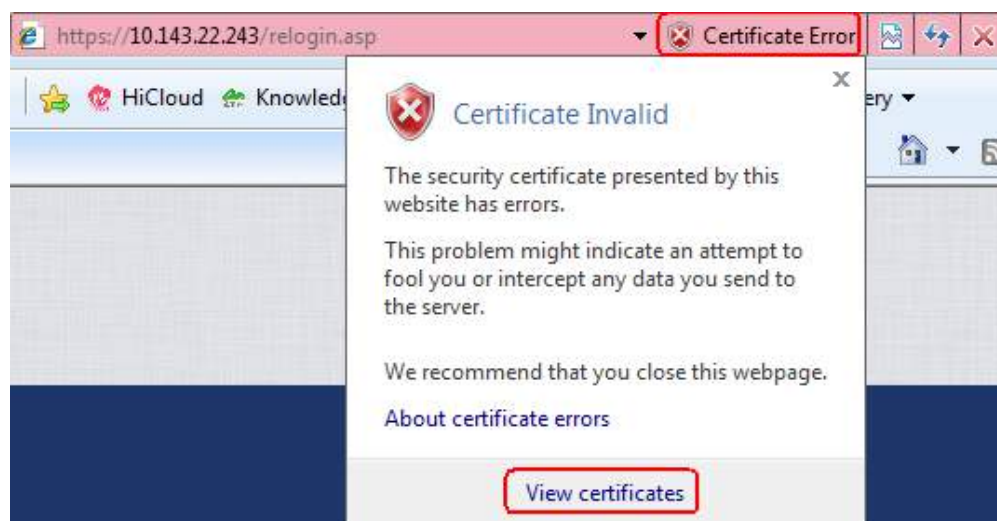 https://10.143.22.243/relogin.asp
Certificate Error
HiCloud
ery
Certificate Invalid
The security certificate presented by this
website has errors.
This problem might indicate an attempt to
fool you or intercept any data you send to
the server.
We recommend that you close this webpage.
About certificate errors
View certificates